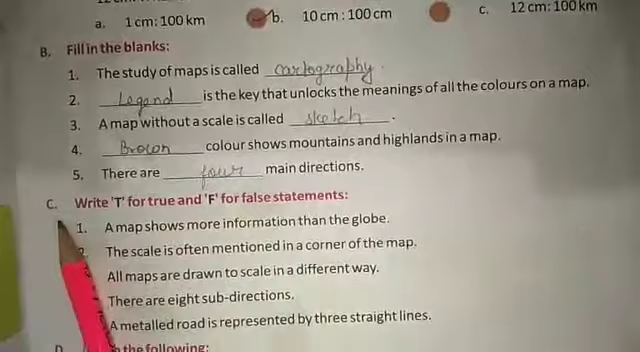 a. 1 cm: 100 km b. 10 cm : 100 cm c. 12 cm: 100 km
B. Fill in the blanks:
1. The study of maps is called cartography.
2. Legend is the key that unlocks the meanings of all the colours on a map.
3. A map without a scale is called sketch.
4. Brown colour shows mountains and highlands in a map.
5. There are four main directions.
C. Write 'T' for true and 'F' for false statements:
1. A map shows more information than the globe.
2. The scale is often mentioned in a corner of the map.
All maps are drawn to scale in a different way.
There are eight sub-directions.
A metalled road is represented by three straight lines.
D. the following: